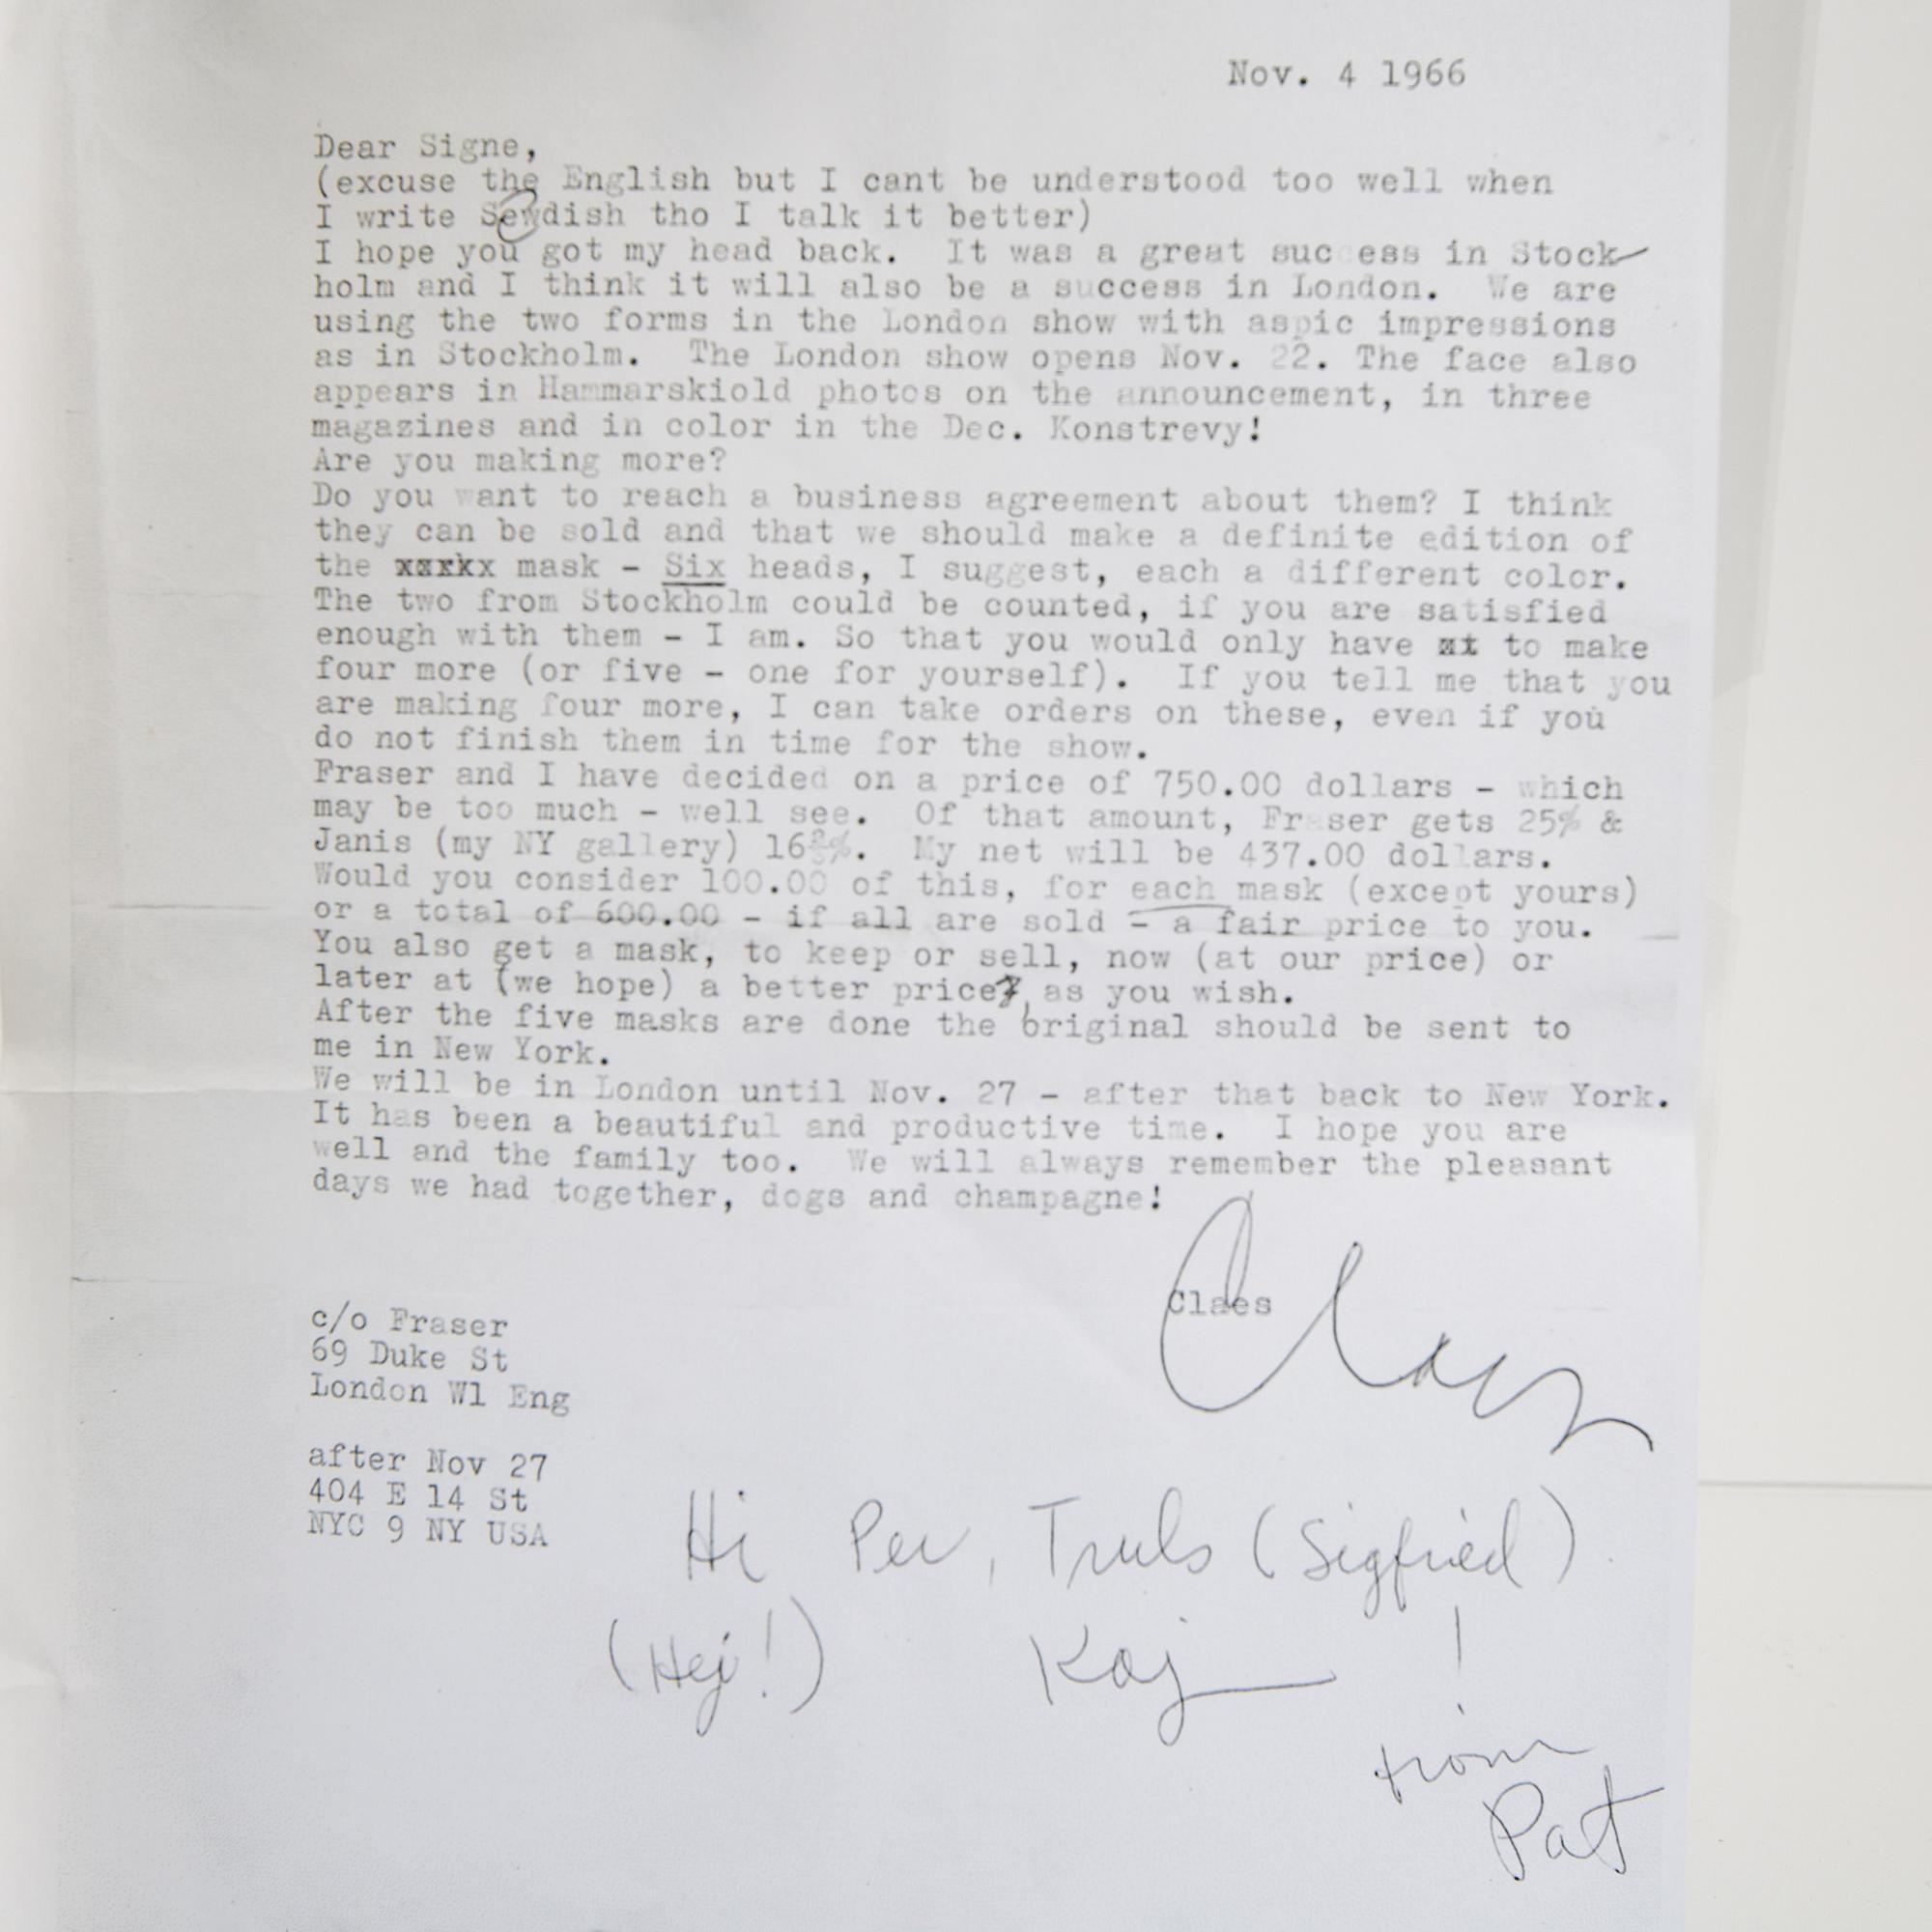 Nov. 4 1966
Dear Signe,
(excuse the English but I cant be understood too well when
I write Sewdish tho I talk it better)
I hope you got my head back. It was a great success in Stock-
holm and I think it will also be a success in London. We are
using the two forms in the London show with aspic impressions
as in Stockholm. The London show opens Nov. 22. The face also
appears in Hammarskiold photos on the announcement, in three
magazines and in color in the Dec. Konstrevy!
Are you making more?
Do you want to reach a business agreement about them? I think
they can be sold and that we should make a definite edition of
the xxxkx mask - Six heads, I suggest, each a different color.
The two from Stockholm could be counted, if you are satisfied
enough with them - I am. So that you would only have xt to make
four more (or five - one for yourself). If you tell me that you
are making four more, I can take orders on these, even if you
do not finish them in time for the show.
Fraser and I have decided on a price of 750.00 dollars - which
may be too much - well see. Of that amount, Fraser gets 25% &
Janis (my NY gallery) 16⅔%. My net will be 437.00 dollars.
Would you consider 100.00 of this, for each mask (except yours)
or a total of 600.00 - if all are sold - a fair price to you.
You also get a mask, to keep or sell, now (at our price) or
later at (we hope) a better price, as you wish.
After the five masks are done the original should be sent to
me in New York.
We will be in London until Nov. 27 - after that back to New York.
It has been a beautiful and productive time. I hope you are
well and the family too. We will always remember the pleasant
days we had together, dogs and champagne!
Claes
Claes
c/o Fraser
69 Duke St
London W1 Eng
after Nov 27
404 E 14 St
NYC 9 NY USA
Hi Per, Truls (Sigfried)
(Hej!) Kaj !
from
Pat